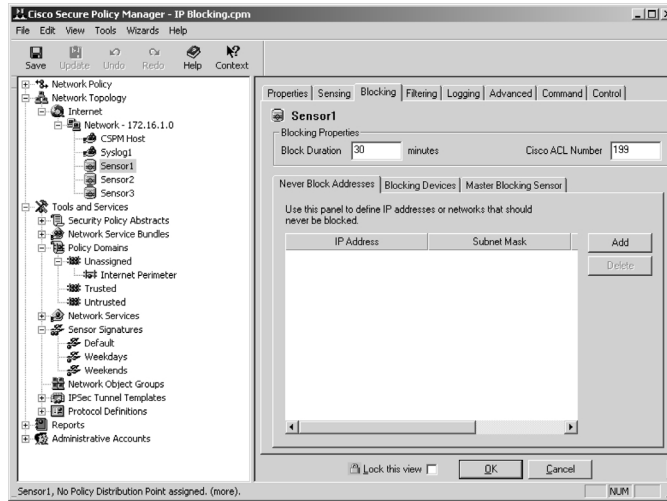 Cisco Secure Policy Manager - IP Blocking.cpm
File Edit View Tools Wizards Help
Save Update Undo Redo Help Context
Network Policy
Network Topology
Internet
Network - 172.16.1.0
CSPM Host
Syslog1
Sensor1
Sensor2
Sensor3
Tools and Services
Security Policy Abstracts
Network Service Bundles
Policy Domains
Unassigned
Internet Perimeter
Trusted
Untrusted
Network Services
Sensor Signatures
Default
Weekdays
Weekends
Network Object Groups
IPSec Tunnel Templates
Protocol Definitions
Reports
Administrative Accounts
Properties Sensing Blocking Filtering Logging Advanced Command Control
Sensor1
Blocking Properties
Block Duration 30 minutes Cisco ACL Number 199
Never Block Addresses Blocking Devices Master Blocking Sensor
Use this panel to define IP addresses or networks that should
never be blocked.
IP Address Subnet Mask Add
Delete
Lock this view OK Cancel
Sensor1, No Policy Distribution Point assigned. (more). NUM